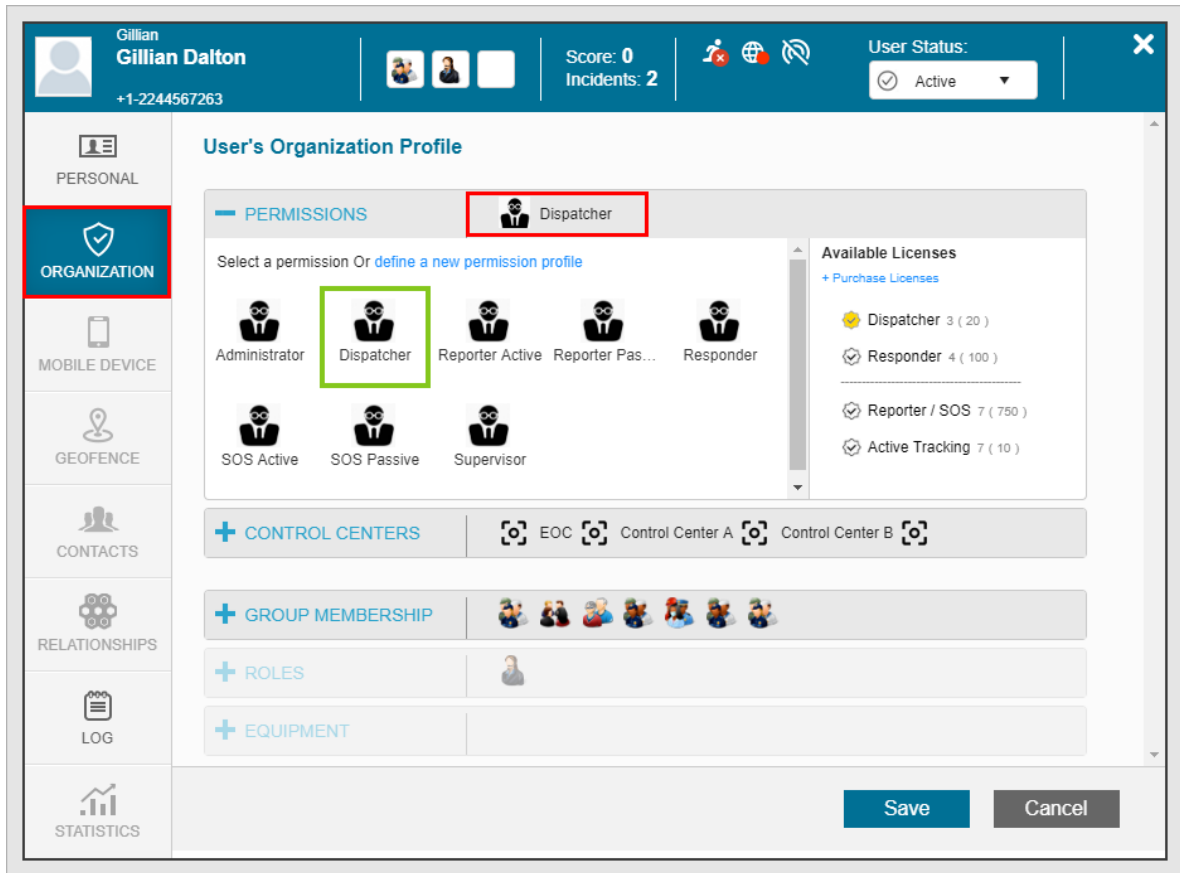 Gillian
Gillian Dalton
+1-2244567263
Score: 0
Incidents: 2
User Status:
Active
PERSONAL
ORGANIZATION
MOBILE DEVICE
GEOFENCE
CONTACTS
RELATIONSHIPS
LOG
STATISTICS
User's Organization Profile
PERMISSIONS
Dispatcher
Select a permission Or define a new permission profile
Administrator Dispatcher Reporter Active Reporter Pas... Responder
SOS Active SOS Passive Supervisor
Available Licenses
+ Purchase Licenses
Dispatcher 3 ( 20 )
Responder 4 ( 100 )
Reporter / SOS 7 ( 750 )
Active Tracking 7 ( 10 )
CONTROL CENTERS EOC Control Center A Control Center B
GROUP MEMBERSHIP
ROLES
EQUIPMENT
Save Cancel